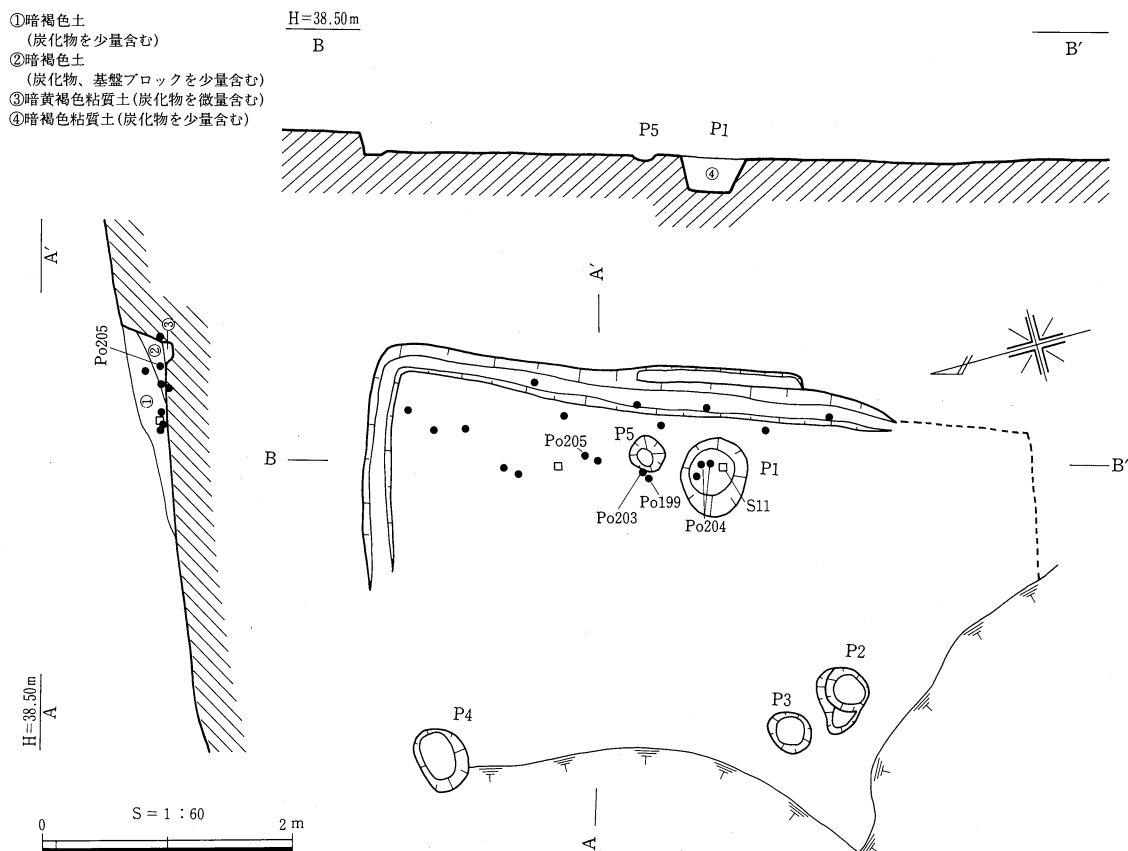 ①暗褐色土
(炭化物を少量含む)
②暗褐色土
(炭化物、基盤ブロックを少量含む)
③暗黄褐色粘質土(炭化物を微量含む)
④暗褐色粘質土(炭化物を少量含む)
H=38.50m
B
B′
P5
P1
④
A′
Po205
③
②
①
H=38.50m
A
A′
B
B′
Po205
P5
P1
Po203
Po199
Po204
S11
P2
P3
P4
A
S=1:60
0
2m